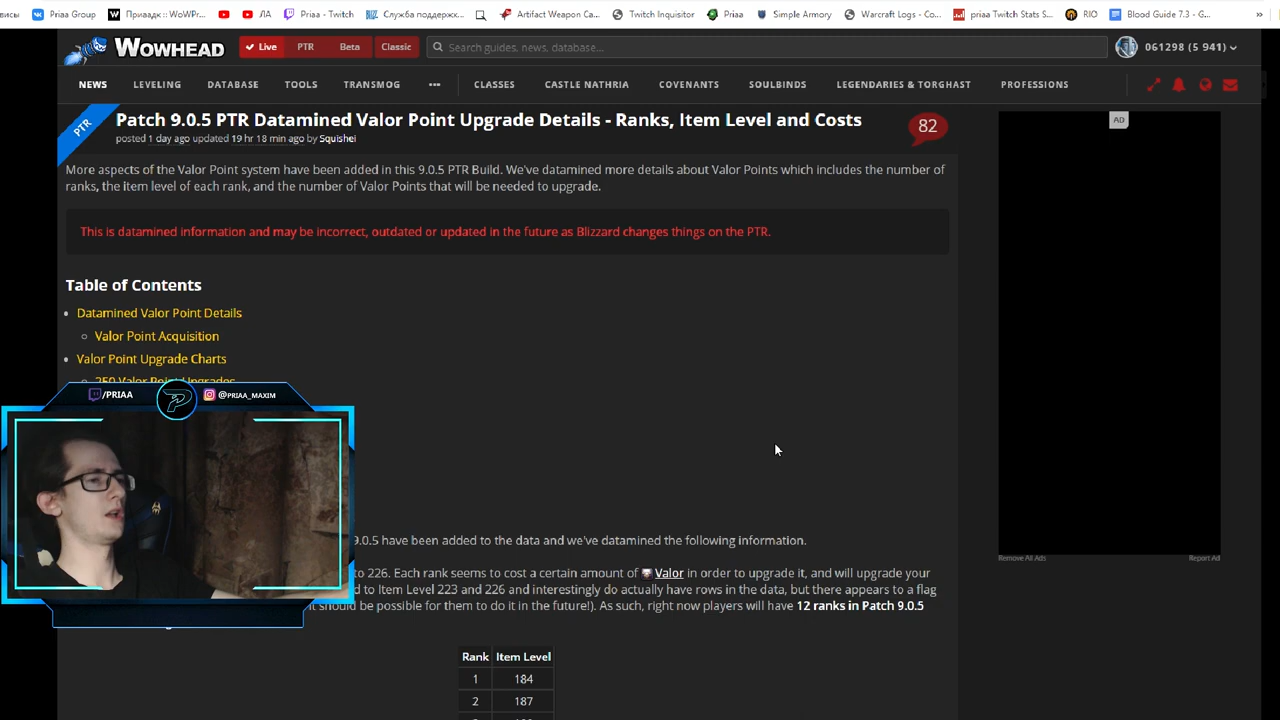 висы Priaa Group Приаадк :: WoWPr... ЛА Priaa - Twitch Служба поддержк... Artifact Weapon Ca... Twitch Inquisitor Priaa Simple Armory Warcraft Logs - Co... priaa Twitch Stats S... RIO Blood Guide 7.3 - G... »
WOWHEAD Live PTR Beta Classic Search guides, news, database... 061298 (5 941)
NEWS LEVELING DATABASE TOOLS TRANSMOG ••• CLASSES CASTLE NATHRIA COVENANTS SOULBINDS LEGENDARIES & TORGHAST PROFESSIONS
PTR
Patch 9.0.5 PTR Datamined Valor Point Upgrade Details - Ranks, Item Level and Costs
82
AD
posted 1 day ago updated 19 hr 18 min ago by Squishei
More aspects of the Valor Point system have been added in this 9.0.5 PTR Build. We've datamined more details about Valor Points which includes the number of
ranks, the item level of each rank, and the number of Valor Points that will be needed to upgrade.
This is datamined information and may be incorrect, outdated or updated in the future as Blizzard changes things on the PTR.
Table of Contents
Datamined Valor Point Details
Valor Point Acquisition
Valor Point Upgrade Charts
250 Valor Point Upgrades
/PRIAA @PRIAA_MAXIM
9.0.5 have been added to the data and we've datamined the following information.
Remove All Ads Report Ad
to 226. Each rank seems to cost a certain amount of Valor in order to upgrade it, and will upgrade your
d to Item Level 223 and 226 and interestingly do actually have rows in the data, but there appears to a flag
it should be possible for them to do it in the future!). As such, right now players will have 12 ranks in Patch 9.0.5
Rank Item Level
1 184
2 187